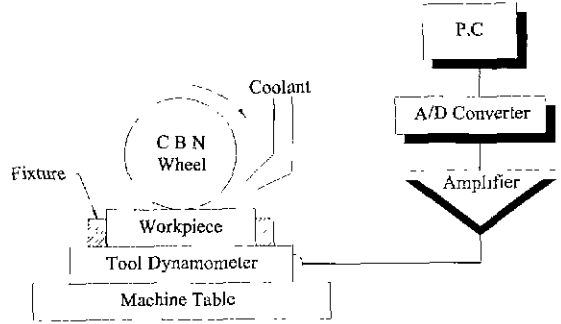 P.C
Coolant
A/D Converter
C B N
Wheel
Fixture
Amplifier
Workpiece
Tool Dynamometer
Machine Table